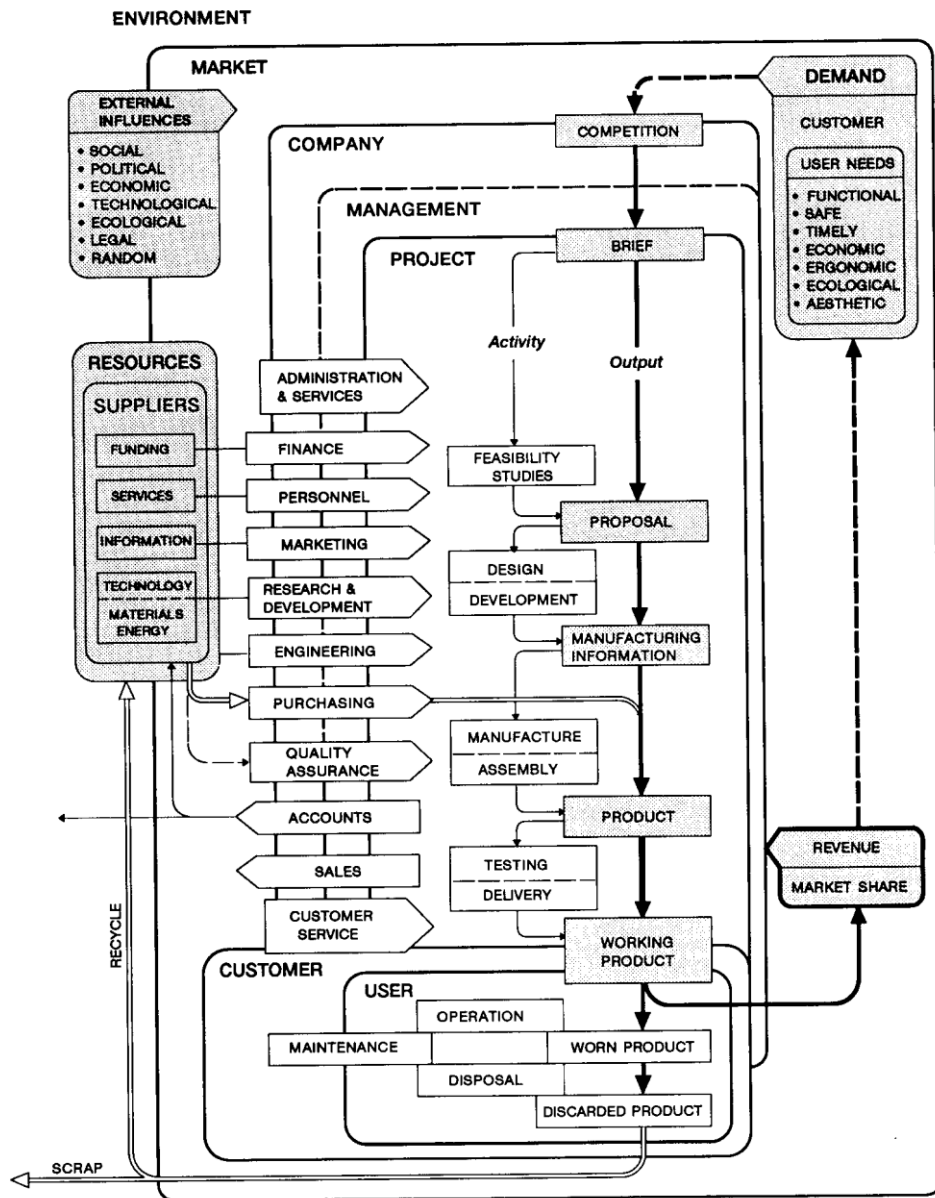 ENVIRONMENT
MARKET
EXTERNAL
INFLUENCES
• SOCIAL
• POLITICAL
• ECONOMIC
• TECHNOLOGICAL
• ECOLOGICAL
• LEGAL
• RANDOM
DEMAND
CUSTOMER
USER NEEDS
• FUNCTIONAL
• SAFE
• TIMELY
• ECONOMIC
• ERGONOMIC
• ECOLOGICAL
• AESTHETIC
COMPANY
COMPETITION
MANAGEMENT
PROJECT
BRIEF
Activity
Output
RESOURCES
SUPPLIERS
FUNDING
SERVICES
INFORMATION
TECHNOLOGY
MATERIALS
ENERGY
ADMINISTRATION
& SERVICES
FINANCE
PERSONNEL
MARKETING
RESEARCH &
DEVELOPMENT
ENGINEERING
PURCHASING
QUALITY
ASSURANCE
ACCOUNTS
SALES
CUSTOMER
SERVICE
FEASIBILITY
STUDIES
PROPOSAL
DESIGN
DEVELOPMENT
MANUFACTURING
INFORMATION
MANUFACTURE
ASSEMBLY
PRODUCT
TESTING
DELIVERY
WORKING
PRODUCT
REVENUE
MARKET SHARE
RECYCLE
CUSTOMER
USER
OPERATION
MAINTENANCE
WORN PRODUCT
DISPOSAL
DISCARDED PRODUCT
SCRAP